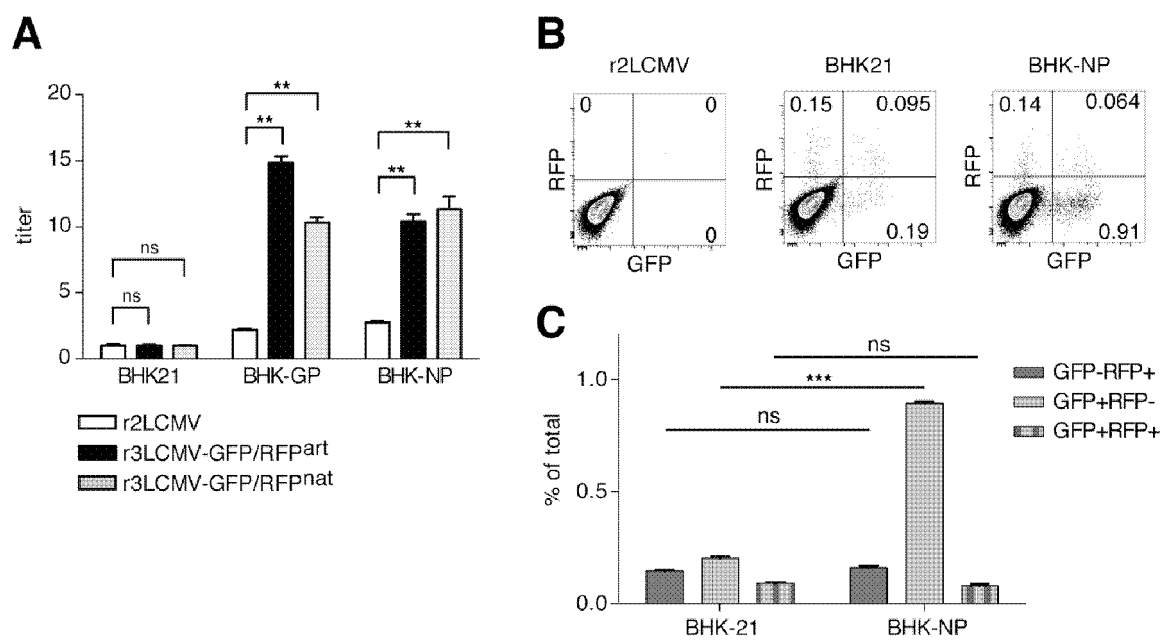 A
titer
20
15
10
5
0
ns
ns
**
**
**
**
BHK21
BHK-GP
BHK-NP
r2LCMV
r3LCMV-GFP/RFPart
r3LCMV-GFP/RFPnat
B
r2LCMV
BHK21
BHK-NP
RFP
0
0
0
GFP
RFP
0.15
0.095
0.19
GFP
RFP
0.14
0.064
0.91
GFP
C
% of total
1.0
0.5
0.0
ns
***
ns
BHK-21
BHK-NP
GFP-RFP+
GFP+RFP-
GFP+RFP+